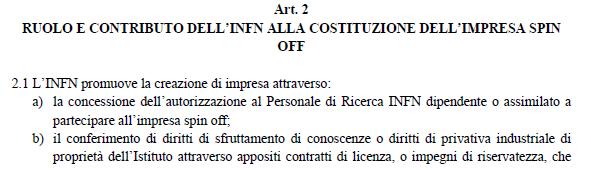 Art. 2
RUOLO E CONTRIBUTO DELL'INFN ALLA COSTITUZIONE DELL'IMPRESA SPIN
OFF
2.1 L'INFN promuove la creazione di impresa attraverso:
a) la concessione dell'autorizzazione al Personale di Ricerca INFN dipendente o assimilato a
partecipare all'impresa spin off;
b) il conferimento di diritti di sfruttamento di conoscenze o diritti di privativa industriale di
proprietà dell'Istituto attraverso appositi contratti di licenza, o impegni di riservatezza, che